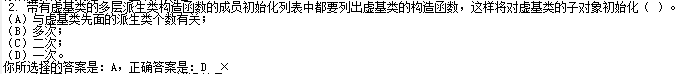 2. 带有虚基类的多层派生类构造函数的成员初始化列表中都要列出虚基类的构造函数，这样将对虚基类的子对象初始化（ ）。
(A)与虚基类先面的派生类个数有关；
(B)多次；
(C)二次；
(D)一次。
你所选择的答案是：A，正确答案是：D ×